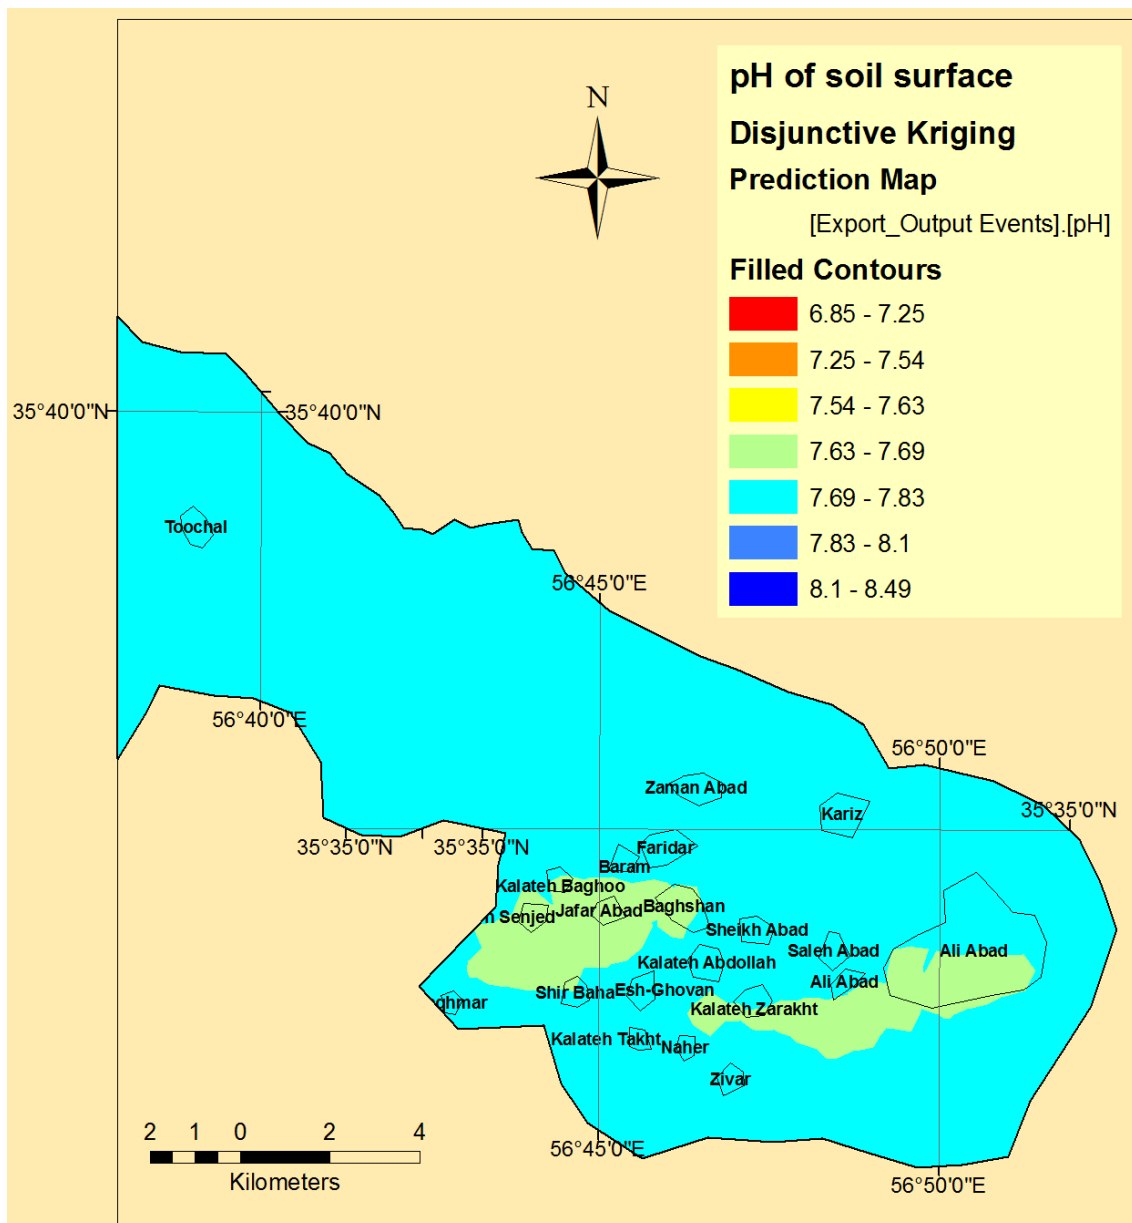 pH of soil surface
Disjunctive Kriging
Prediction Map
[Export_Output Events].[pH]
Filled Contours
6.85 - 7.25
7.25 - 7.54
7.54 - 7.63
7.63 - 7.69
7.69 - 7.83
7.83 - 8.1
8.1 - 8.49
N
35°40'0"N
35°40'0"N
Toochal
56°45'0"E
56°40'0"E
56°50'0"E
Zaman Abad
Kariz
35°35'0"N
35°35'0"N
35°35'0"N
Faridar
Baram
Kalateh Baghoo
Senjed
Jafar Abad
Baghshan
Sheikh Abad
Saleh Abad
Ali Abad
Kalateh Abdollah
Ali Abad
Shir Baha
Esh-Ghovan
qhmar
Kalateh Zarakht
Kalateh Takht
Naher
Zivar
2 1 0 2 4
Kilometers
56°45'0"E
56°50'0"E